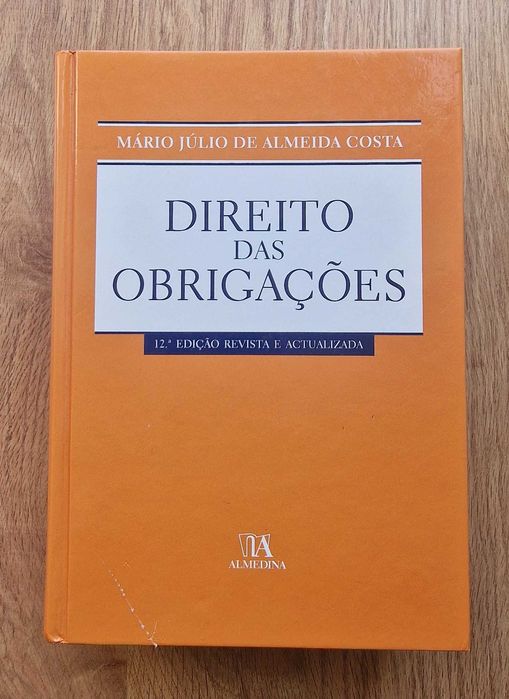 MÁRIO JÚLIO DE ALMEIDA COSTA
DIREITO
DAS
OBRIGAÇÕES
12.ª EDIÇÃO REVISTA E ACTUALIZADA
ALMEDINA